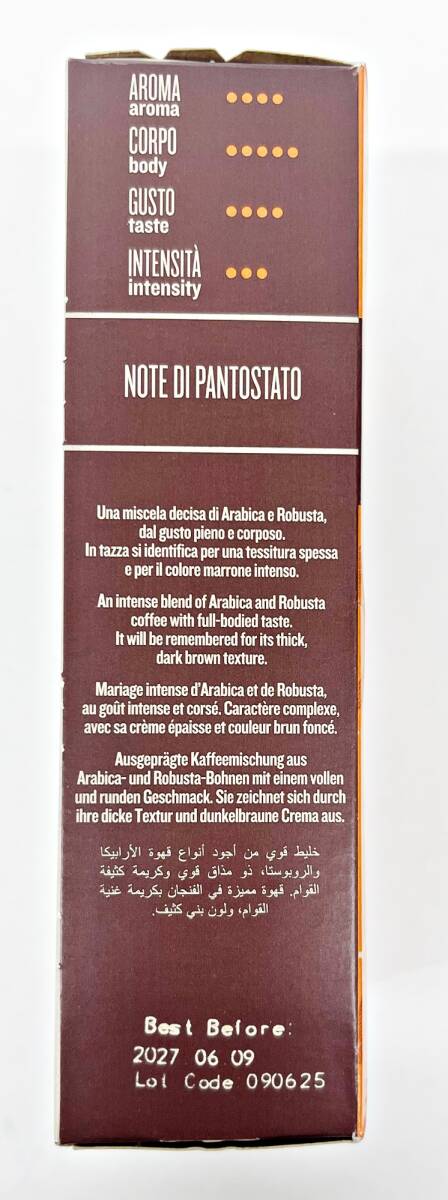 AROMA
aroma
CORPO
body
GUSTO
taste
INTENSITÀ
intensity
NOTE DI PANTOSTATO
Una miscela decisa di Arabica e Robusta,
dal gusto pieno e corposo.
In tazza si identifica per una tessitura spessa
e per il colore marrone intenso.
An intense blend of Arabica and Robusta
coffee with full-bodied taste.
It will be remembered for its thick,
dark brown texture.
Mariage intense d'Arabica et de Robusta,
au goût intense et corsé. Caractère complexe,
avec sa crème épaisse et couleur brun foncé.
Ausgeprägte Kaffeemischung aus
Arabica- und Robusta-Bohnen mit einem vollen
und runden Geschmack. Sie zeichnet sich durch
ihre dicke Textur und dunkelbraune Crema aus.
خليط قوي من أجود أنواع قهوة الأرابيكا
والروبوستا، ذو مذاق قوي وكريمة كثيفة
القوام. قهوة مميزة في الفنجان بكريمة غنية
القوام، ولون بني كثيف.
Best Before:
2027 06 09
Lot Code 090625